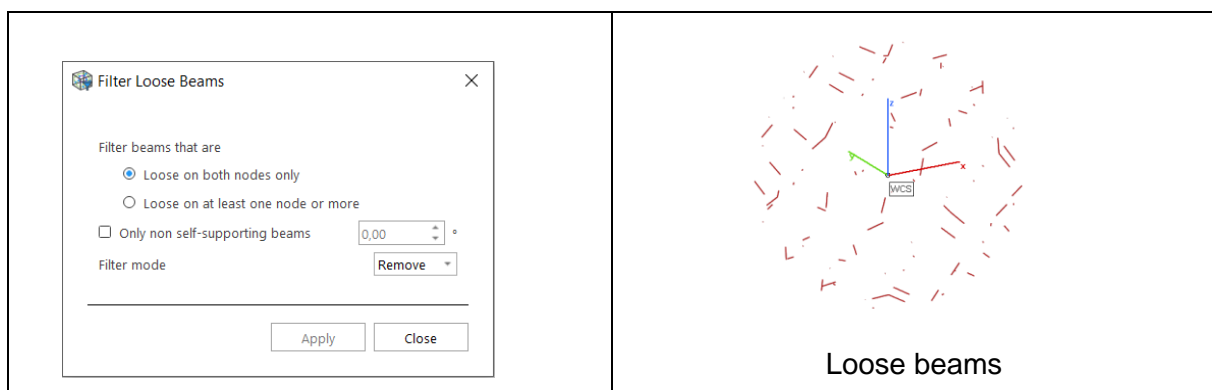 Filter Loose Beams
Filter beams that are
Loose on both nodes only
Loose on at least one node or more
Only non self-supporting beams 0,00 °
Filter mode Remove
Apply Close
z
y
x
WCS
Loose beams